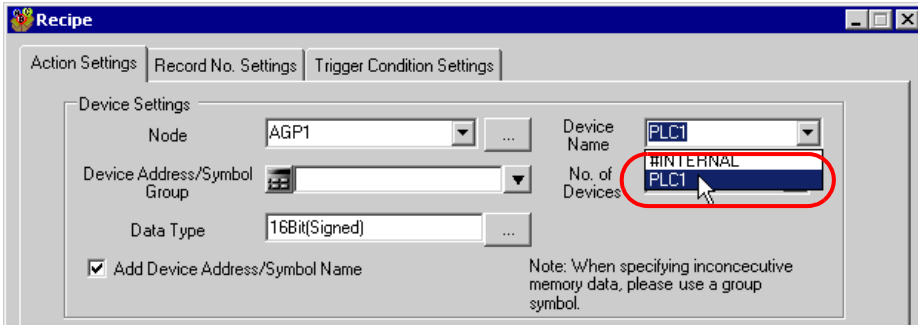 Recipe
Action Settings Record No. Settings Trigger Condition Settings
Device Settings
Node AGP1 ... Device Name PLC1
#INTERNAL
Device Address/Symbol Group No. of Devices PLC1
Data Type 16Bit(Signed) ...
Add Device Address/Symbol Name
Note: When specifying inconcecutive
memory data, please use a group
symbol.